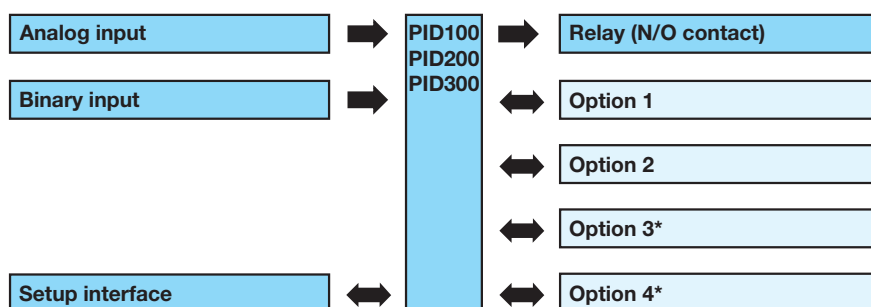 Analog input
PID100
Relay (N/O contact)
PID200
PID300
Binary input
Option 1
Option 2
Option 3*
Setup interface
Option 4*